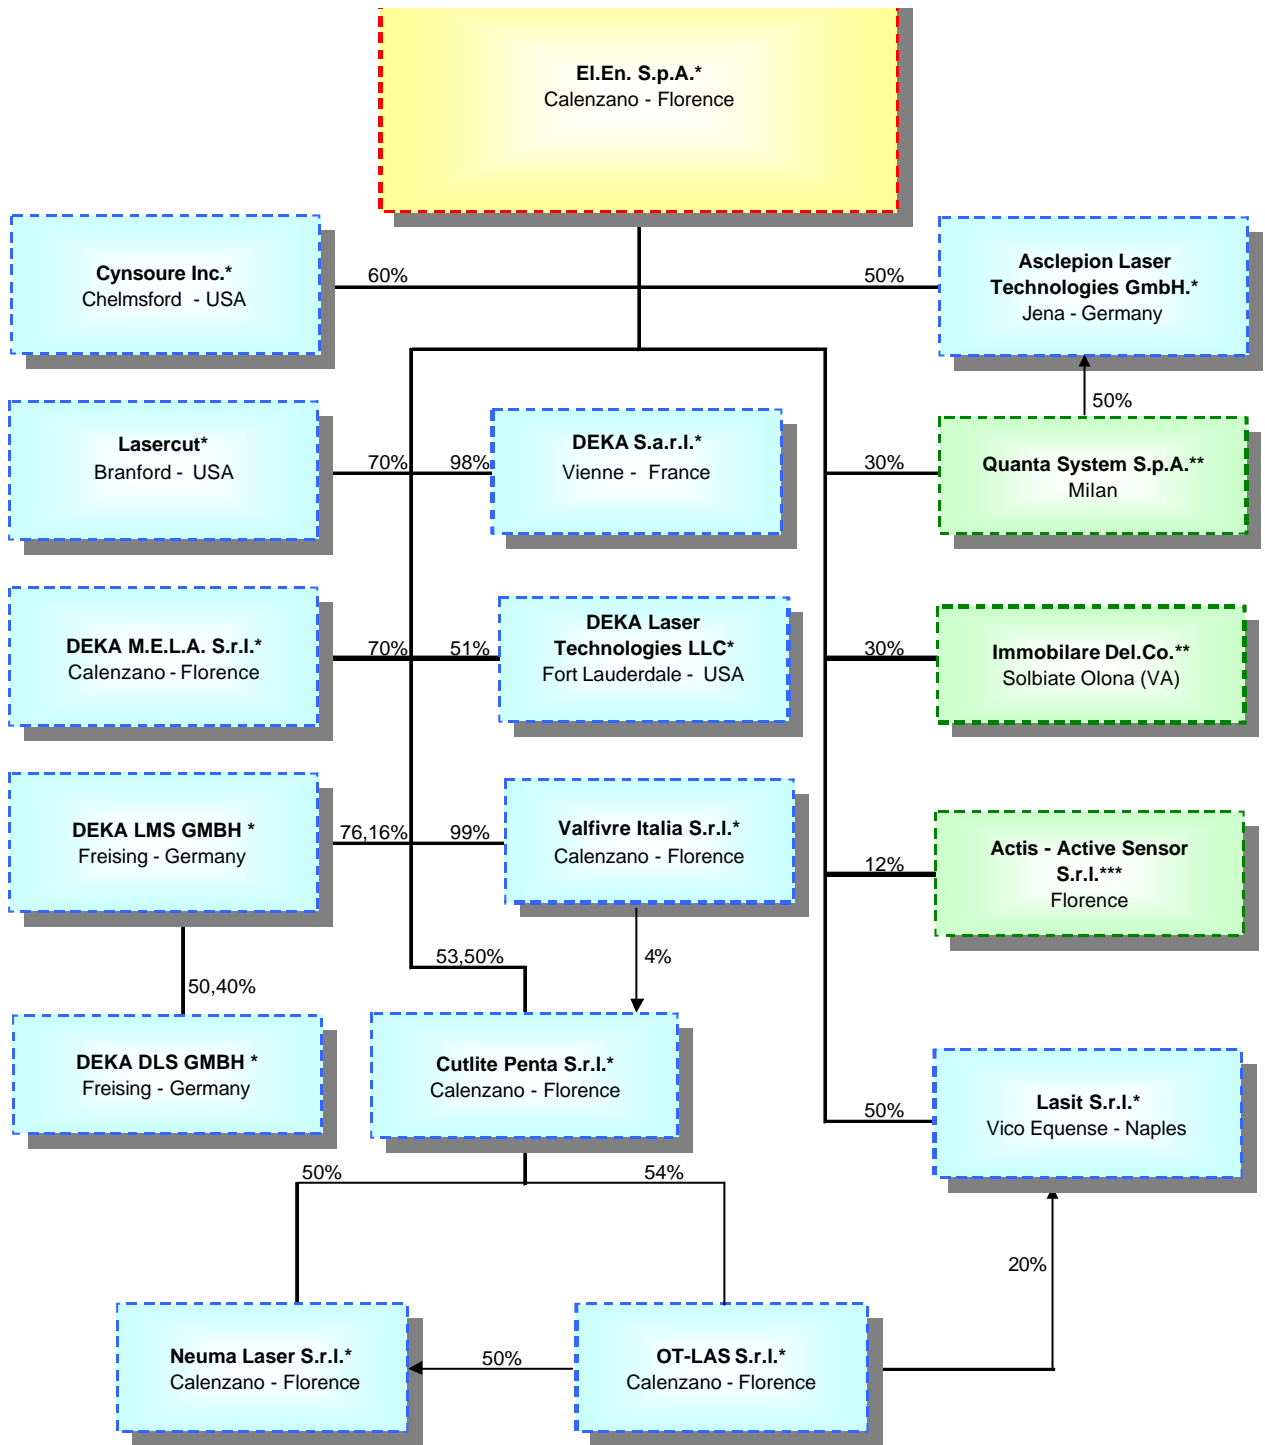 El.En. S.p.A.*
Calenzano - Florence
Cynsoure Inc.*
Chelmsford - USA
60%
50%
Asclepion Laser
Technologies GmbH.*
Jena - Germany
50%
Lasercut*
Branford - USA
70%
98%
DEKA S.a.r.l.*
Vienne - France
30%
Quanta System S.p.A.**
Milan
DEKA M.E.L.A. S.r.l.*
Calenzano - Florence
70%
51%
DEKA Laser
Technologies LLC*
Fort Lauderdale - USA
30%
Immobilare Del.Co.**
Solbiate Olona (VA)
DEKA LMS GMBH *
Freising - Germany
76,16%
99%
Valfivre Italia S.r.l.*
Calenzano - Florence
12%
Actis - Active Sensor
S.r.l.***
Florence
50,40%
53,50%
4%
DEKA DLS GMBH *
Freising - Germany
Cutlite Penta S.r.l.*
Calenzano - Florence
50%
Lasit S.r.l.*
Vico Equense - Naples
50%
54%
20%
Neuma Laser S.r.l.*
Calenzano - Florence
50%
OT-LAS S.r.l.*
Calenzano - Florence